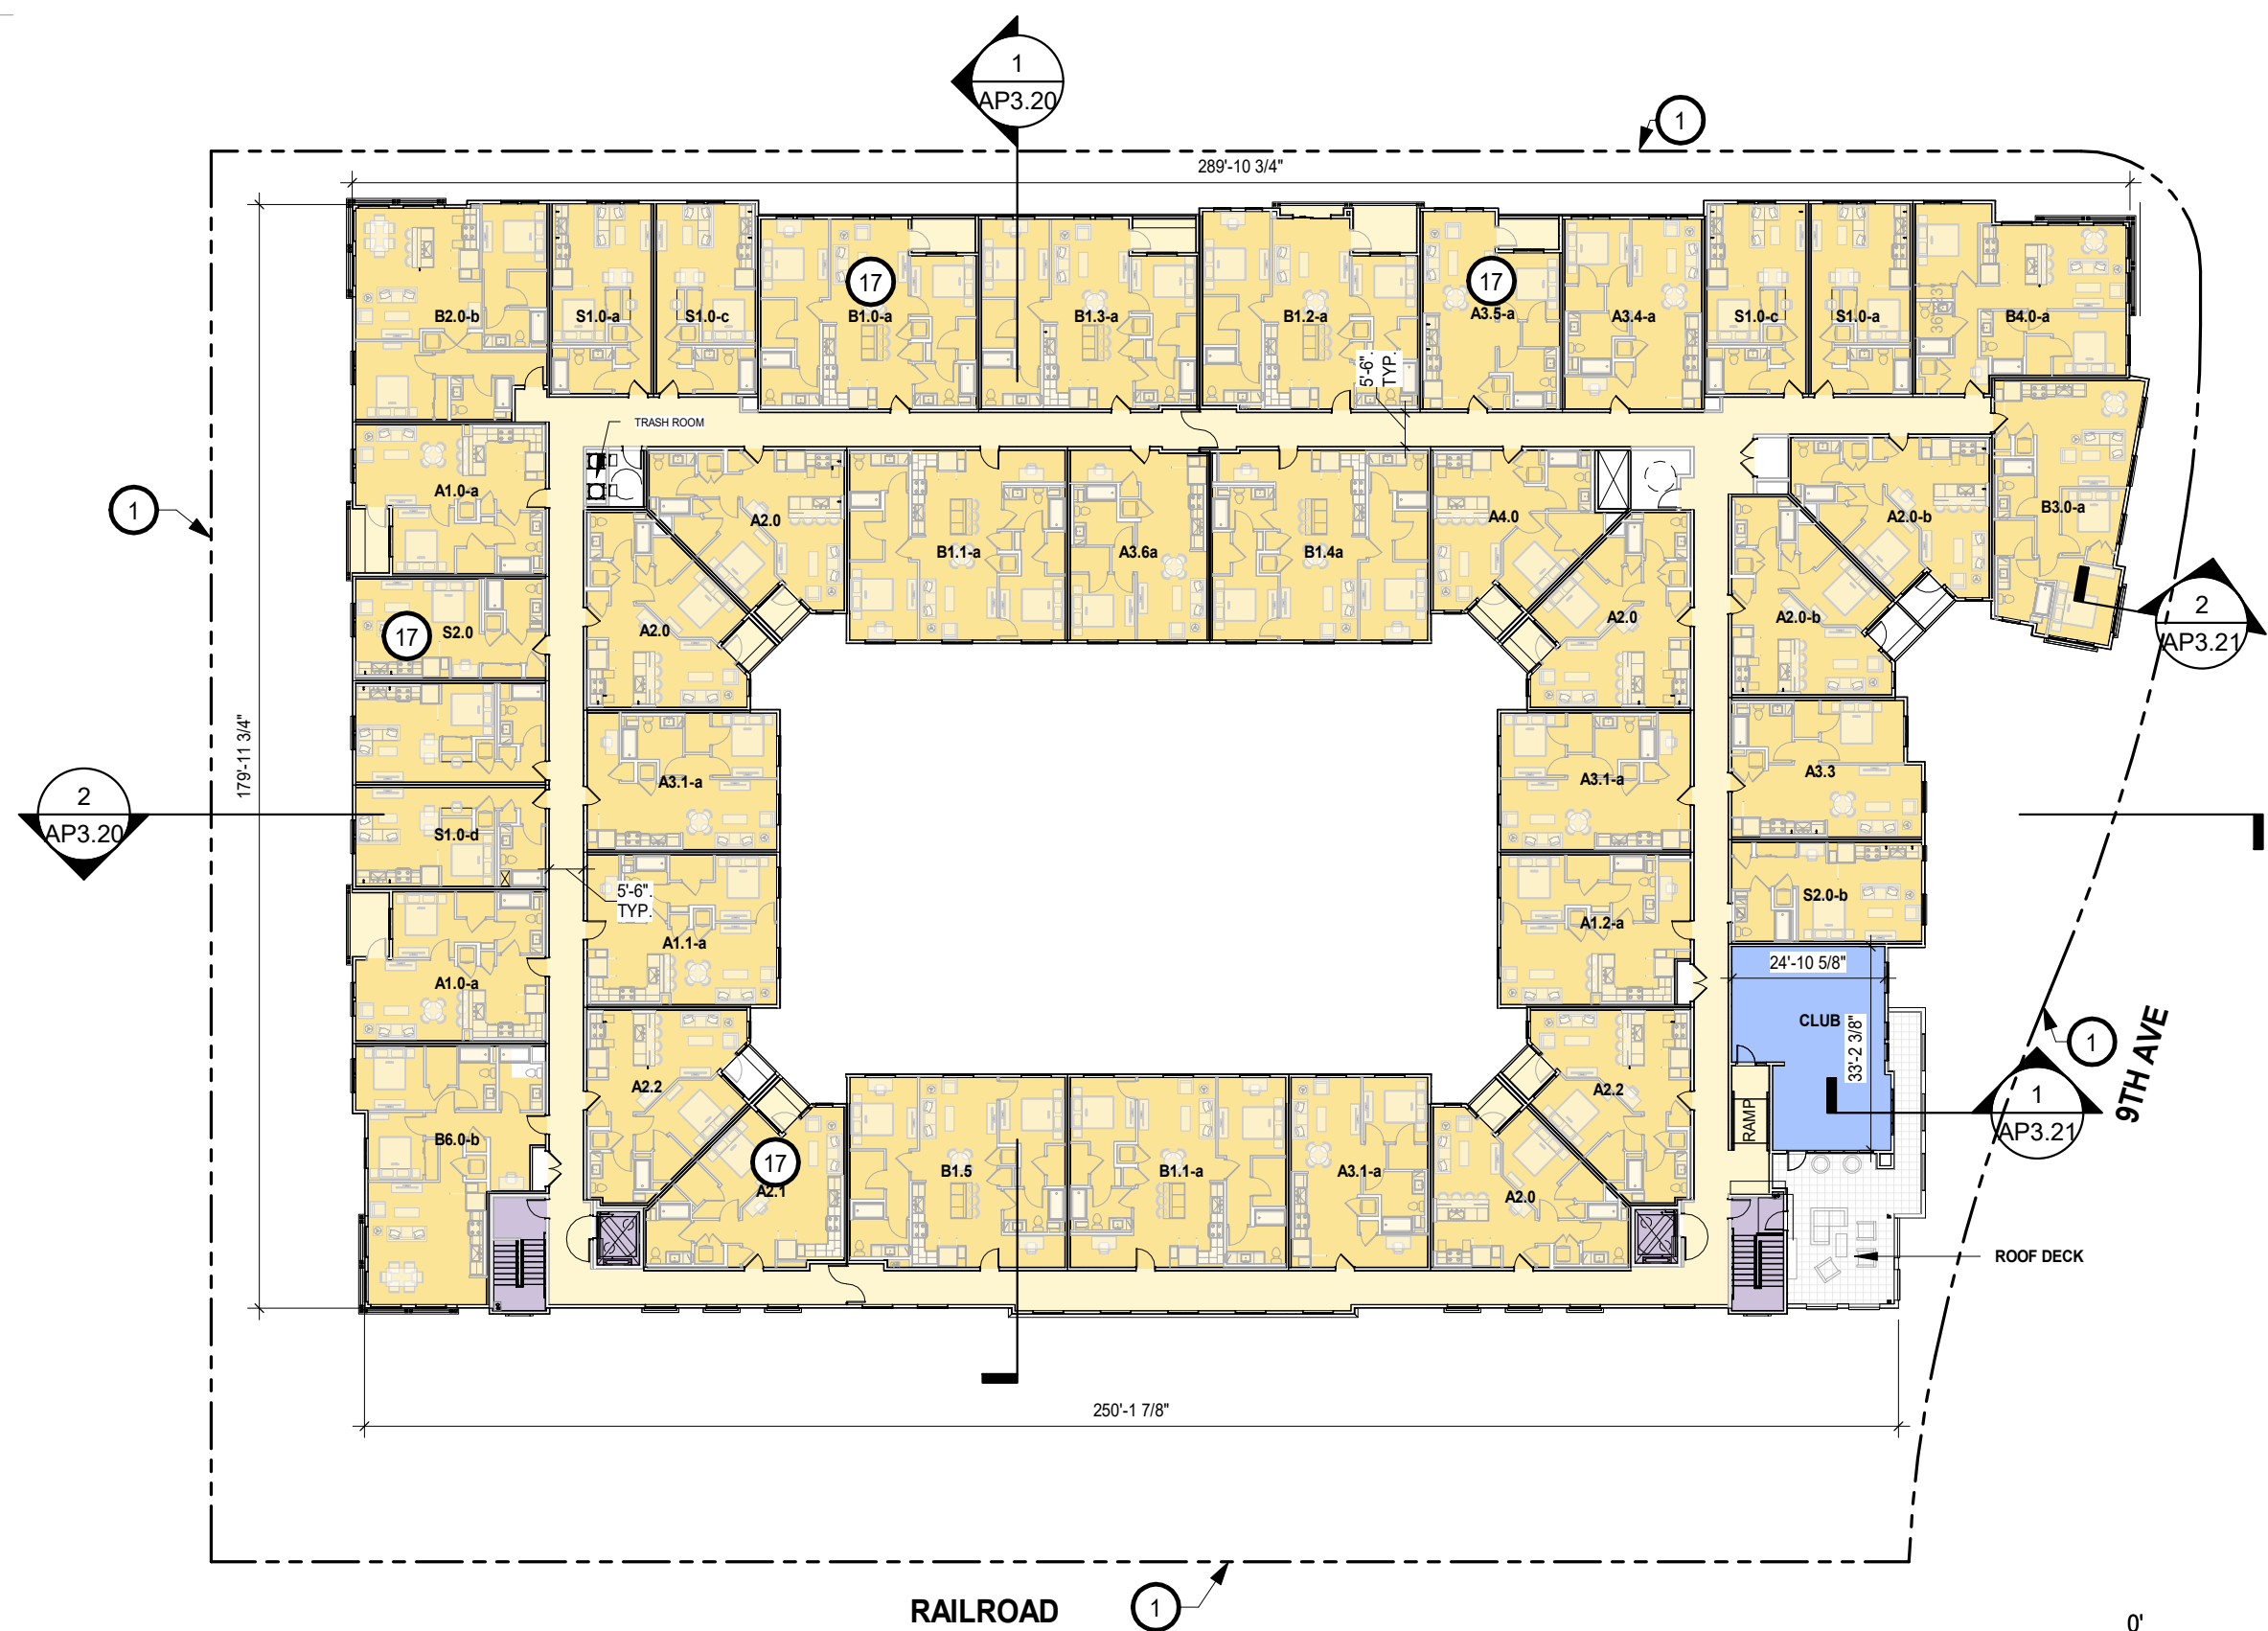 1
AP3.20
1
289'-10 3/4"
17
17
B2.0-b
S1.0-a
S1.0-c
B1.0-a
B1.3-a
B1.2-a
A3.5-a
A3.4-a
S1.0-c
S1.0-a
B4.0-a
5'-6".
TYP.
TRASH ROOM
1
A1.0-a
A2.0
B1.1-a
A3.6a
B1.4a
A4.0
A2.0-b
B3.0-a
17
S2.0
A2.0
A2.0
A2.0-b
2
AP3.21
179'-11 3/4"
A3.1-a
A3.1-a
A3.3
2
AP3.20
S1.0-d
5'-6".
TYP.
A1.1-a
A1.2-a
S2.0-b
24'-10 5/8"
A1.0-a
CLUB
33'-2 3/8"
1
9TH AVE
A2.2
A2.2
RAMP
1
AP3.21
B6.0-b
17
A2.1
B1.5
B1.1-a
A3.1-a
A2.0
ROOF DECK
250'-1 7/8"
RAILROAD
1
0'